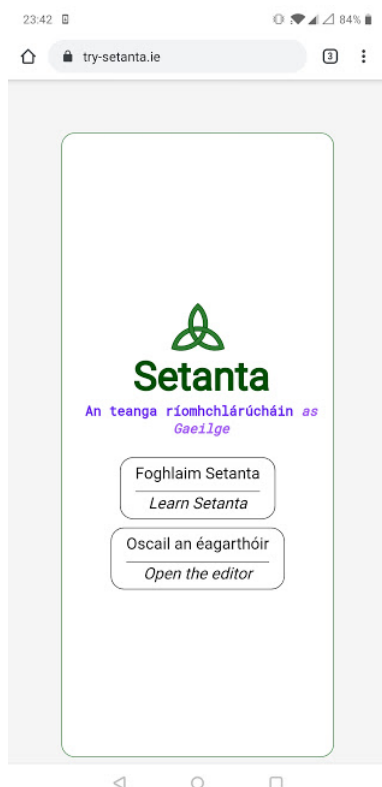 23:42 84%
try-setanta.ie 3
Setanta
An teanga ríomhchlárúcháin as
Gaeilge
Foghlaim Setanta
Learn Setanta
Oscail an éagarthóir
Open the editor